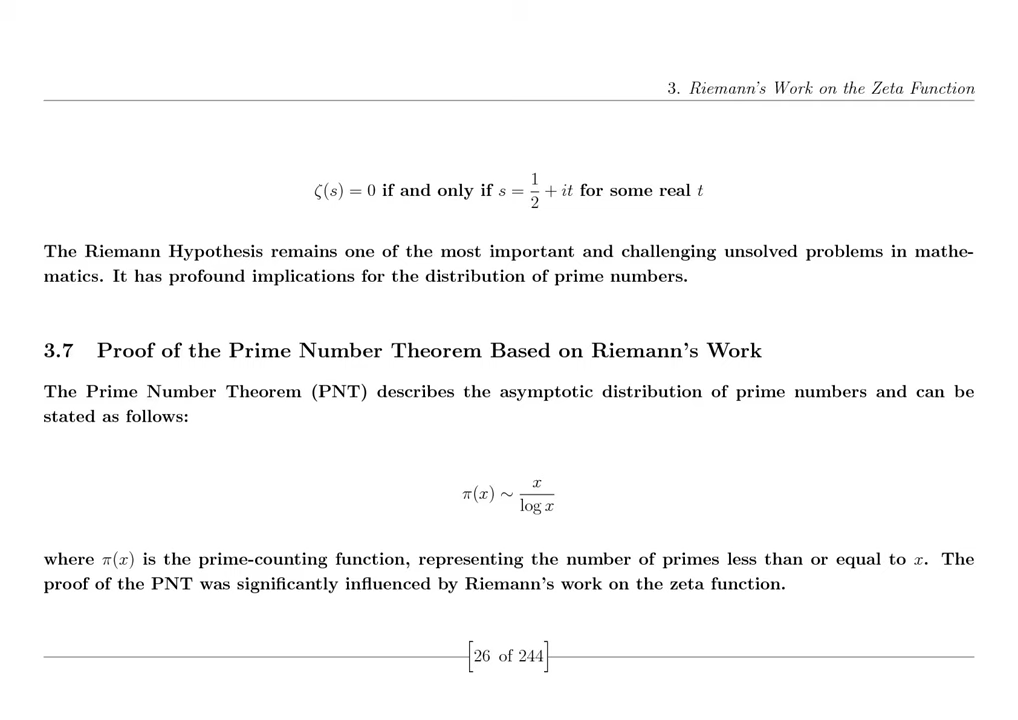 3. Riemann's Work on the Zeta Function
ζ(s) = 0 if and only if s = 1/2 + it for some real t
The Riemann Hypothesis remains one of the most important and challenging unsolved problems in mathe-
matics. It has profound implications for the distribution of prime numbers.
3.7 Proof of the Prime Number Theorem Based on Riemann's Work
The Prime Number Theorem (PNT) describes the asymptotic distribution of prime numbers and can be
stated as follows:
π(x) ∼ x/log x
where π(x) is the prime-counting function, representing the number of primes less than or equal to x. The
proof of the PNT was significantly influenced by Riemann's work on the zeta function.
[26 of 244]